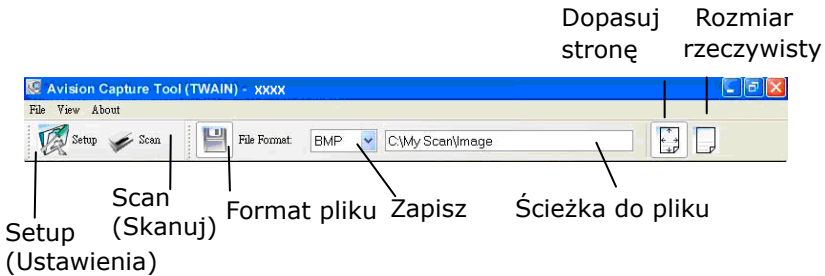 Dopasuj Rozmiar
stronę rzeczywisty
Avision Capture Tool (TWAIN) - xxxx
File View About
Setup Scan File Format: BMP C:\My Scan\Image
Scan
(Skanuj)
Format pliku Zapisz Ścieżka do pliku
Setup
(Ustawienia)